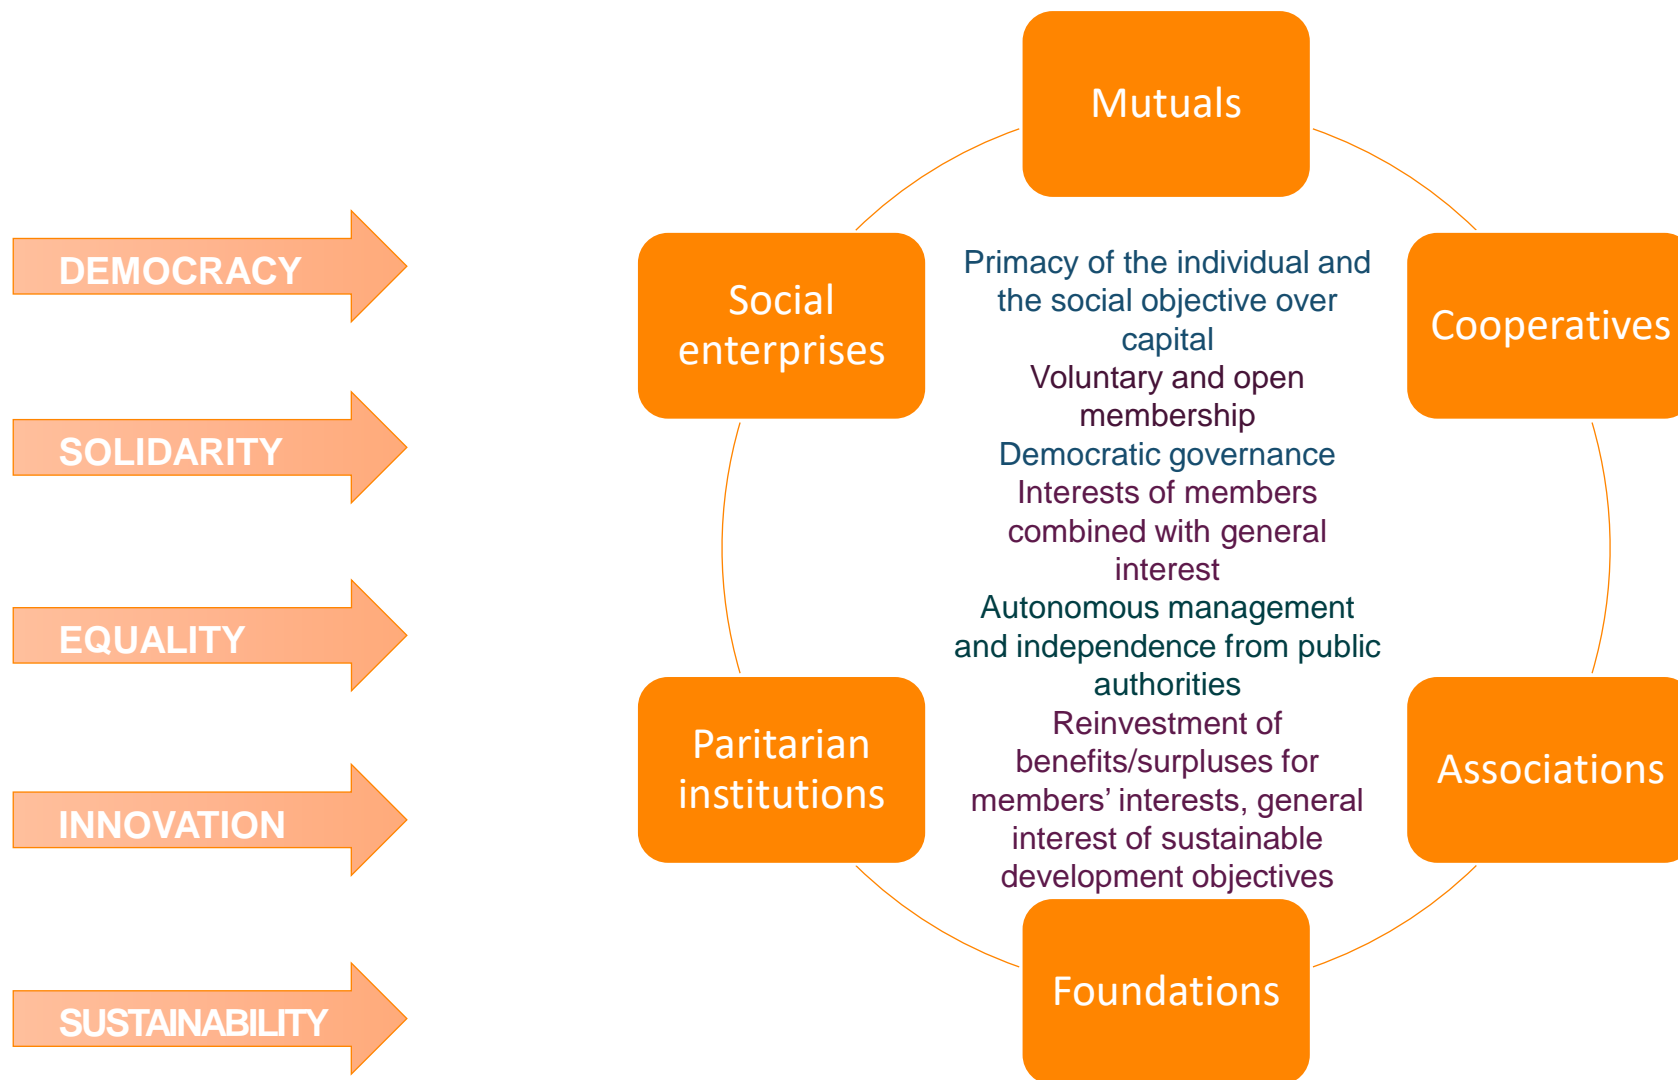 DEMOCRACY
SOLIDARITY
EQUALITY
INNOVATION
SUSTAINABILITY
Mutuals
Social
enterprises
Cooperatives
Primacy of the individual and
the social objective over
capital
Voluntary and open
membership
Democratic governance
Interests of members
combined with general
interest
Autonomous management
and independence from public
authorities
Reinvestment of
benefits/surpluses for
members’ interests, general
interest of sustainable
development objectives
Paritarian
institutions
Associations
Foundations